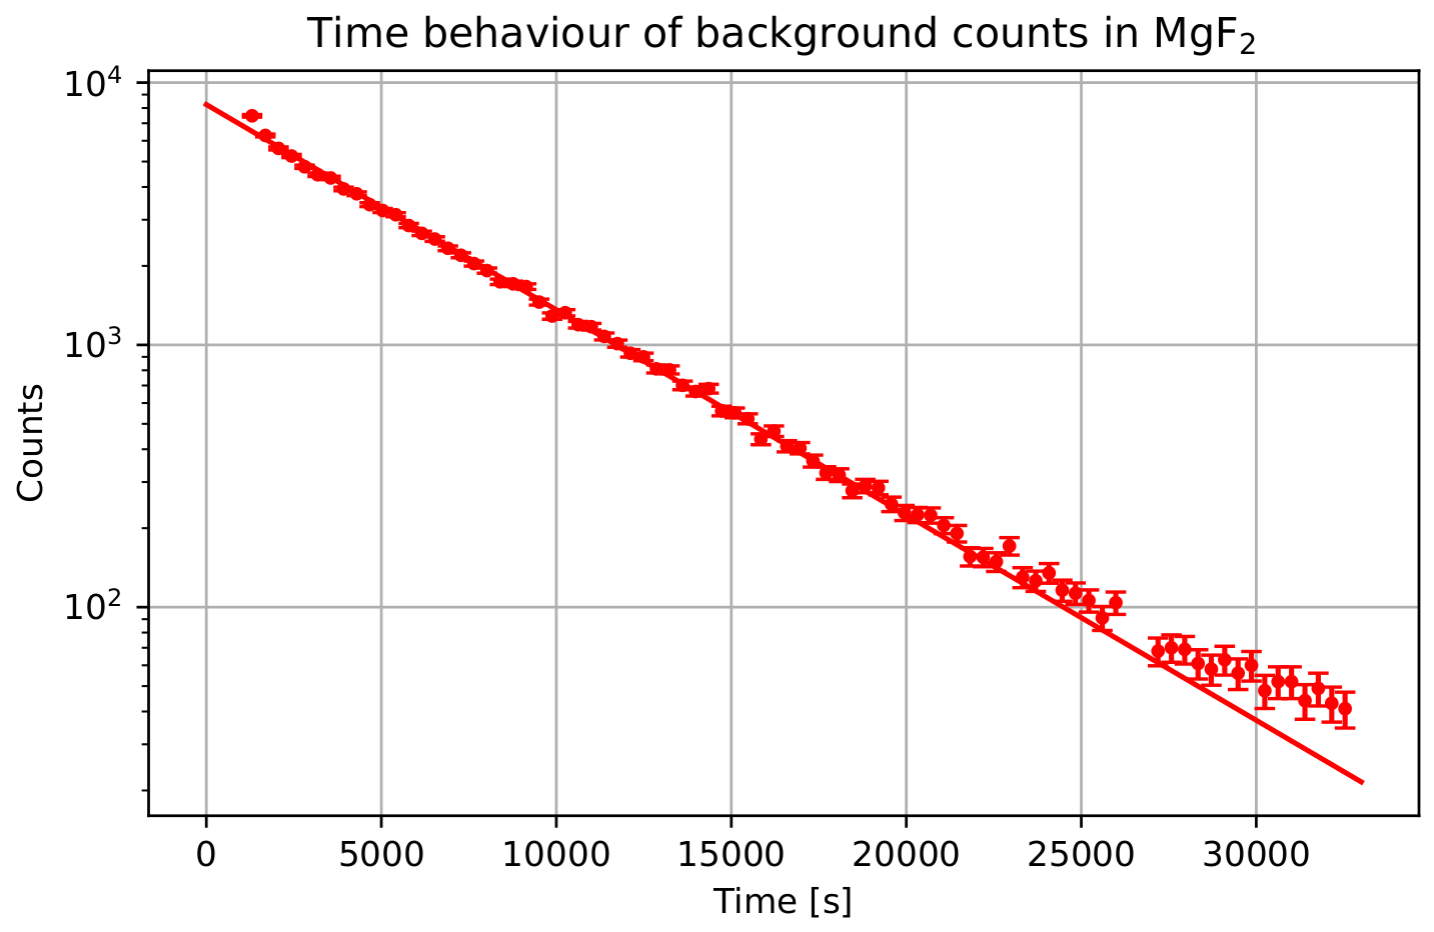 Time behaviour of background counts in MgF₂
10⁴
10³
10²
Counts
0 5000 10000 15000 20000 25000 30000
Time [s]